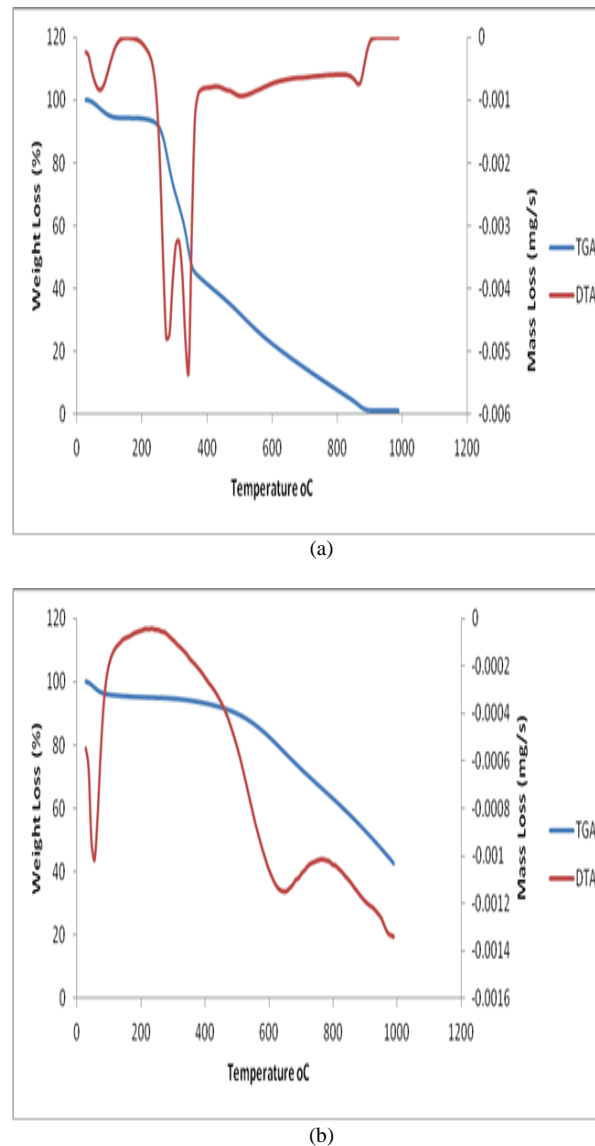 120
100
80
60
40
20
0
Weight Loss (%)
0
-0.001
-0.002
-0.003
-0.004
-0.005
-0.006
Mass Loss (mg/s)
TGA
DTA
0 200 400 600 800 1000 1200
Temperature oC
(a)
120
100
80
60
40
20
0
Weight Loss (%)
0
-0.0002
-0.0004
-0.0006
-0.0008
-0.001
-0.0012
-0.0014
-0.0016
Mass Loss (mg/s)
TGA
DTA
0 200 400 600 800 1000 1200
Temperature oC
(b)